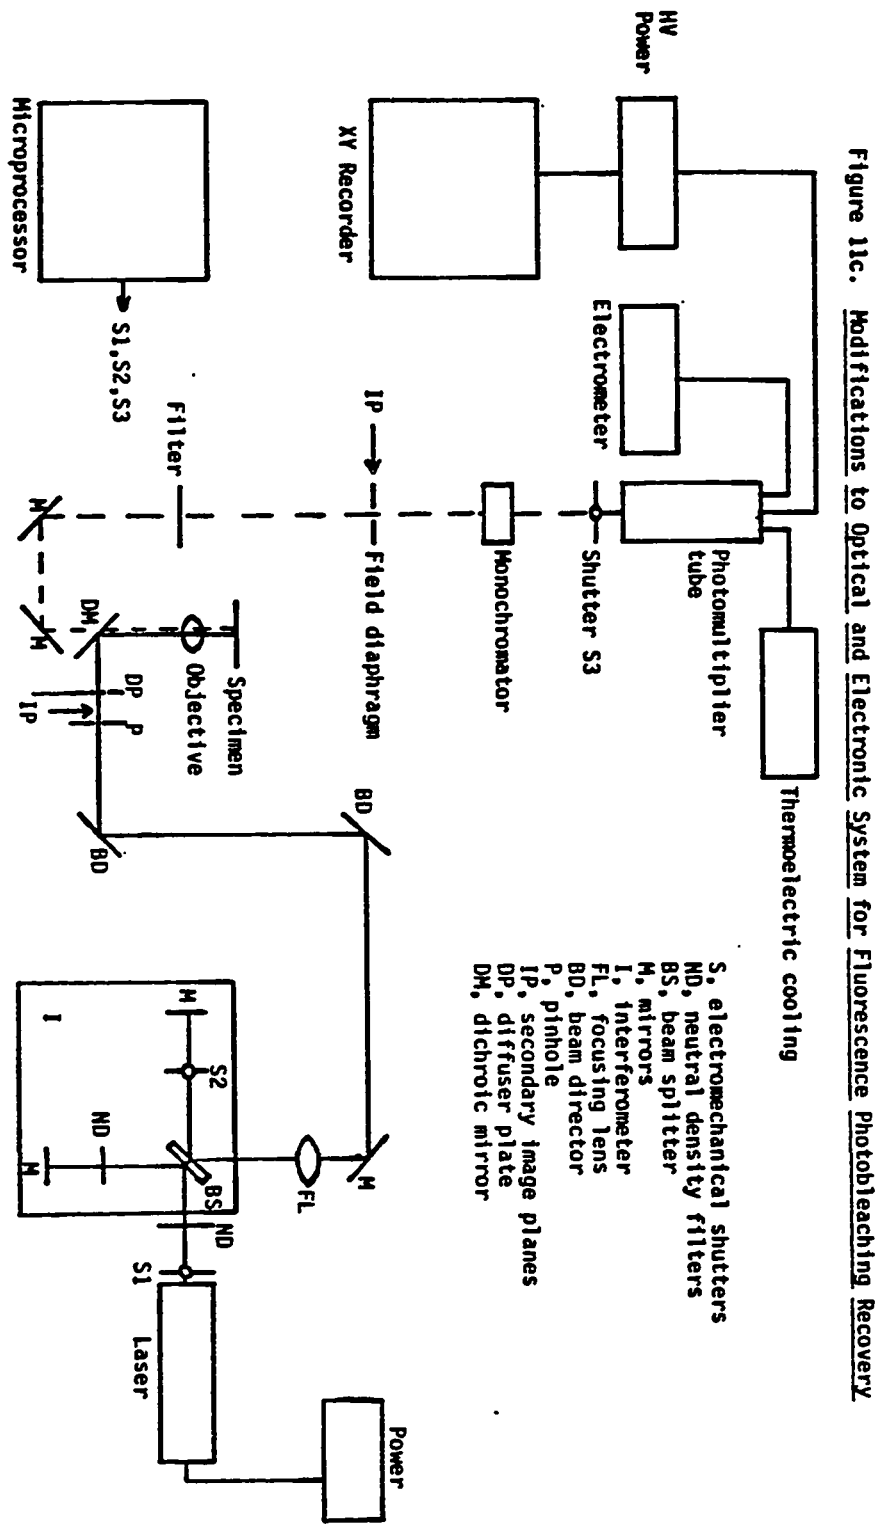 Figure 11c. Modifications to Optical and Electronic System for Fluorescence Photobleaching Recovery
HV
Power
XY Recorder
Electrometer
Photomultiplier
tube
Thermoelectric cooling
Shutter S3
Monochromator
IP
Field diaphragm
Filter
M
M
Microprocessor
S1,S2,S3
Specimen
Objective
DM
DP
IP
P
BD
BD
M
FL
S, electromechanical shutters
ND, neutral density filters
BS, beam splitter
M, mirrors
I, interferometer
FL, focusing lens
BD, beam director
P, pinhole
IP, secondary image planes
DP, diffuser plate
DM, dichroic mirror
M
I
S2
ND
M
BS
ND
S1
Laser
Power